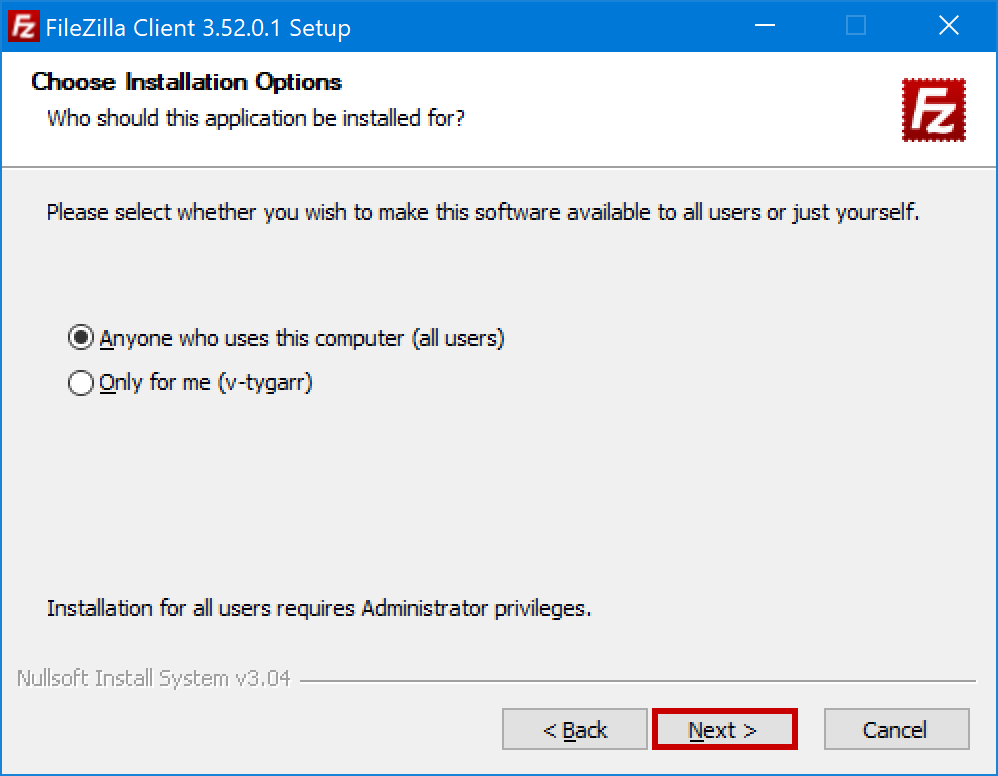 FZ FileZilla Client 3.52.0.1 Setup
Choose Installation Options
Who should this application be installed for?
FZ
Please select whether you wish to make this software available to all users or just yourself.
Anyone who uses this computer (all users)
Only for me (v-tygarr)
Installation for all users requires Administrator privileges.
Nullsoft Install System v3.04
< Back Next > Cancel